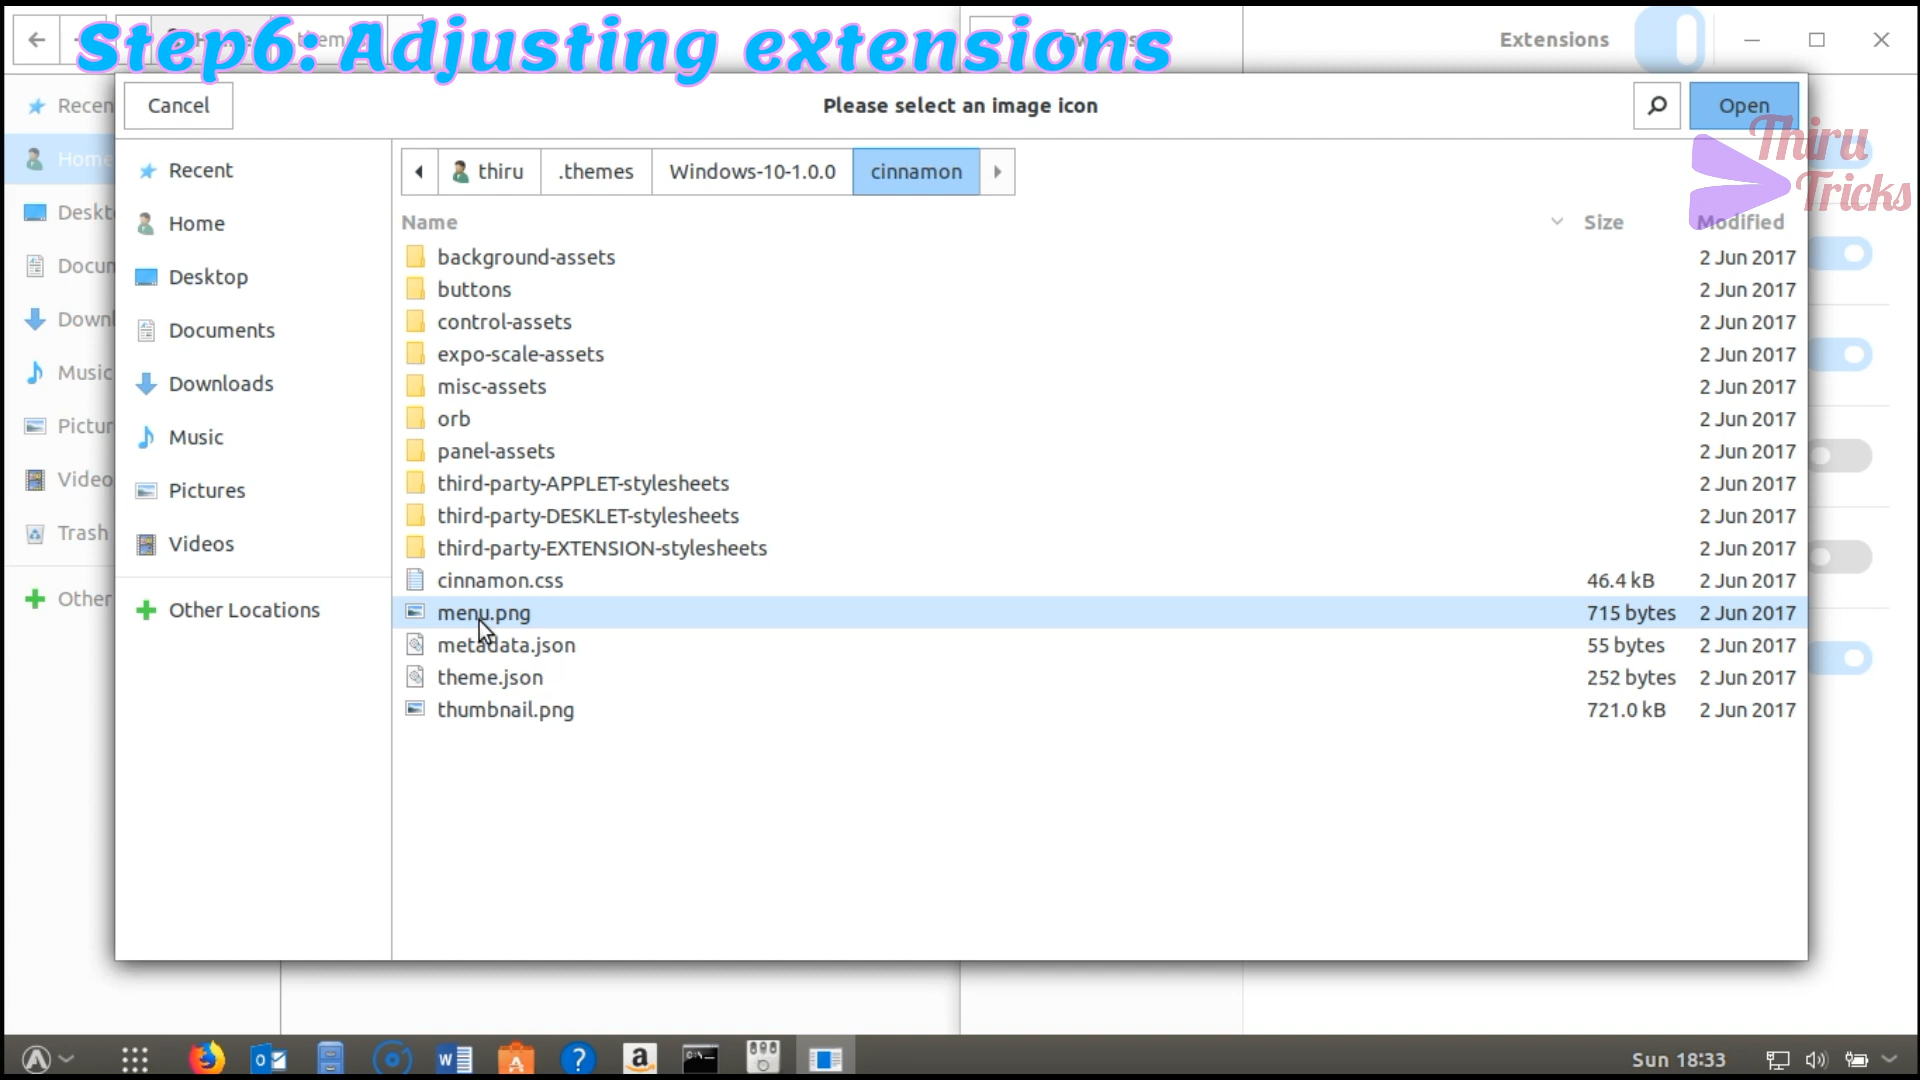 Step6: Adjusting extensions
Extensions
Cancel
Please select an image icon
Open
Thiru
Tricks
Recen
Home
Deskt
Docum
Downl
Music
Pictur
Video
Trash
Other
Recent
Home
Desktop
Documents
Downloads
Music
Pictures
Videos
Other Locations
thiru .themes Windows-10-1.0.0 cinnamon
Name Size Modified
background-assets 2 Jun 2017
buttons 2 Jun 2017
control-assets 2 Jun 2017
expo-scale-assets 2 Jun 2017
misc-assets 2 Jun 2017
orb 2 Jun 2017
panel-assets 2 Jun 2017
third-party-APPLET-stylesheets 2 Jun 2017
third-party-DESKLET-stylesheets 2 Jun 2017
third-party-EXTENSION-stylesheets 2 Jun 2017
cinnamon.css 46.4 kB 2 Jun 2017
menu.png 715 bytes 2 Jun 2017
metadata.json 55 bytes 2 Jun 2017
theme.json 252 bytes 2 Jun 2017
thumbnail.png 721.0 kB 2 Jun 2017
Sun 18:33